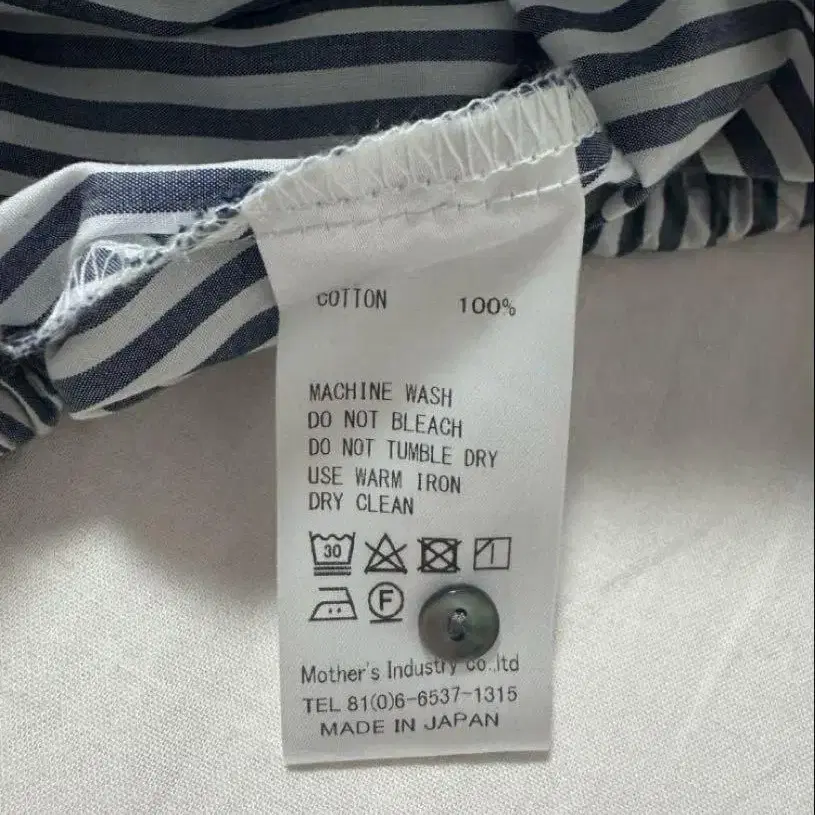 COTTON 100%
MACHINE WASH
DO NOT BLEACH
DO NOT TUMBLE DRY
USE WARM IRON
DRY CLEAN
30
F
Mother's Industry co.,ltd
TEL 81(0)6-6537-1315
MADE IN JAPAN